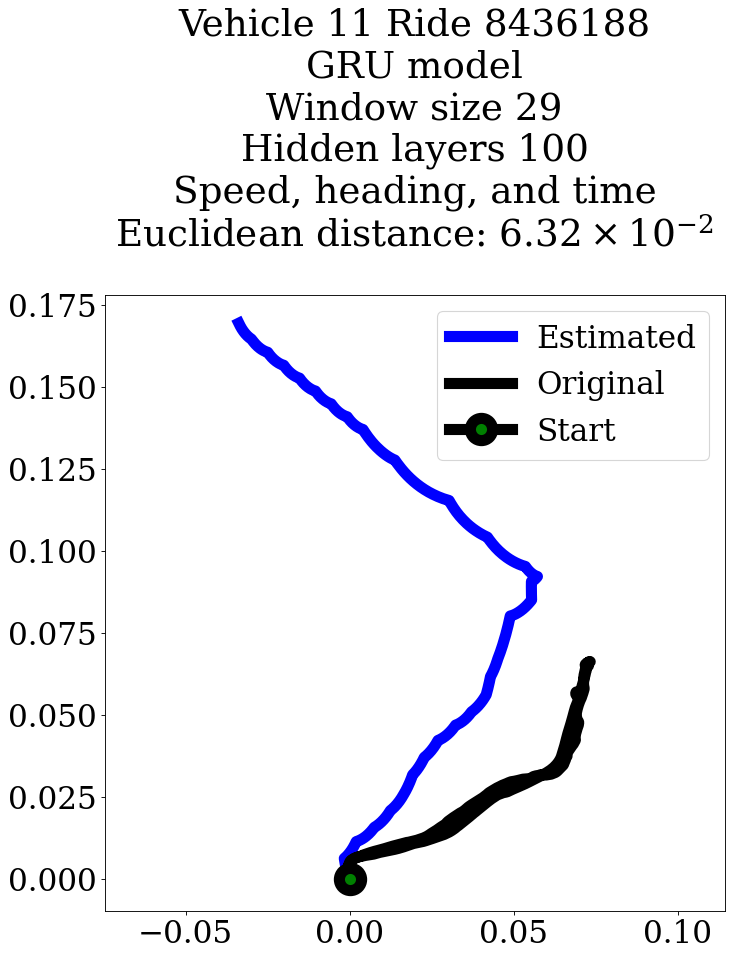 Vehicle 11 Ride 8436188
GRU model
Window size 29
Hidden layers 100
Speed, heading, and time
Euclidean distance: 6.32 × 10⁻²
0.175
0.150
0.125
0.100
0.075
0.050
0.025
0.000
Estimated
Original
Start
−0.05 0.00 0.05 0.10